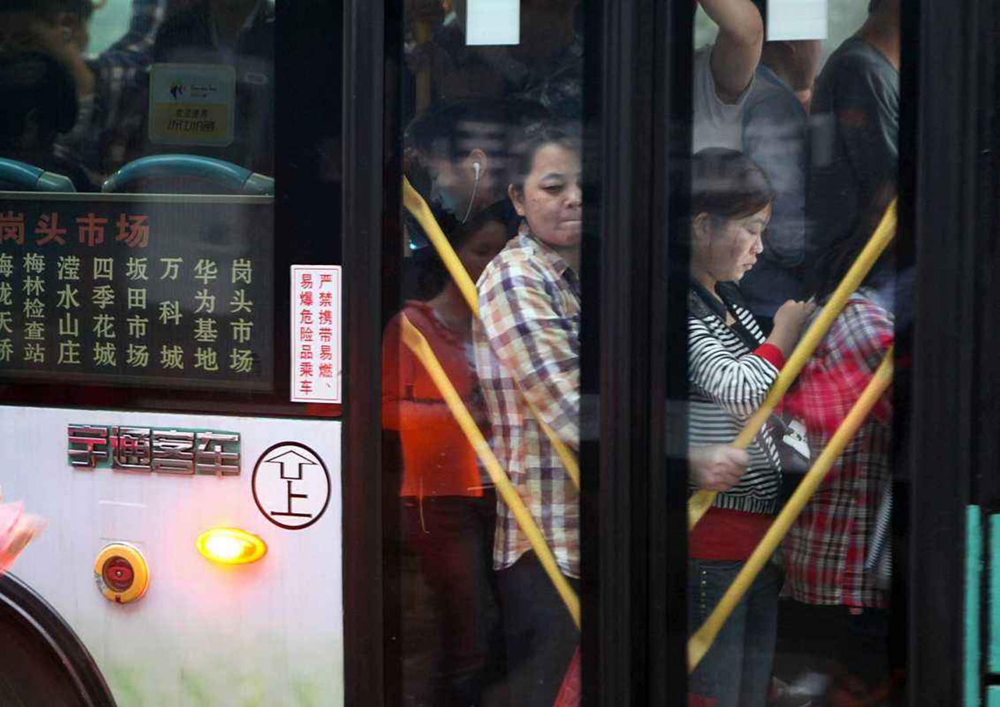 岗头市场
梅林检查站
滢水山庄
四季花城
坂田市场
万科城
华为基地
岗头市场
严禁携带易燃、
易爆危险品乘车
宇通客车
上